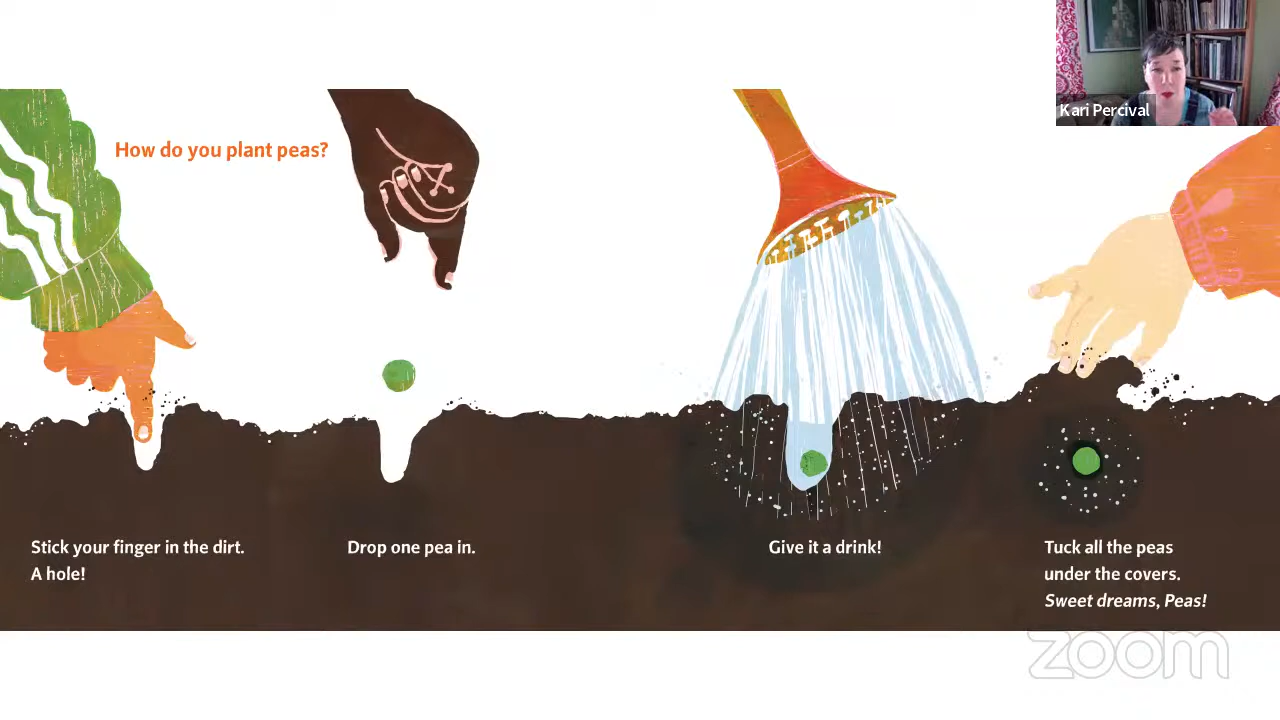 Kari Percival
How do you plant peas?
Stick your finger in the dirt.
A hole!
Drop one pea in.
Give it a drink!
Tuck all the peas
under the covers.
Sweet dreams, Peas!
zoom